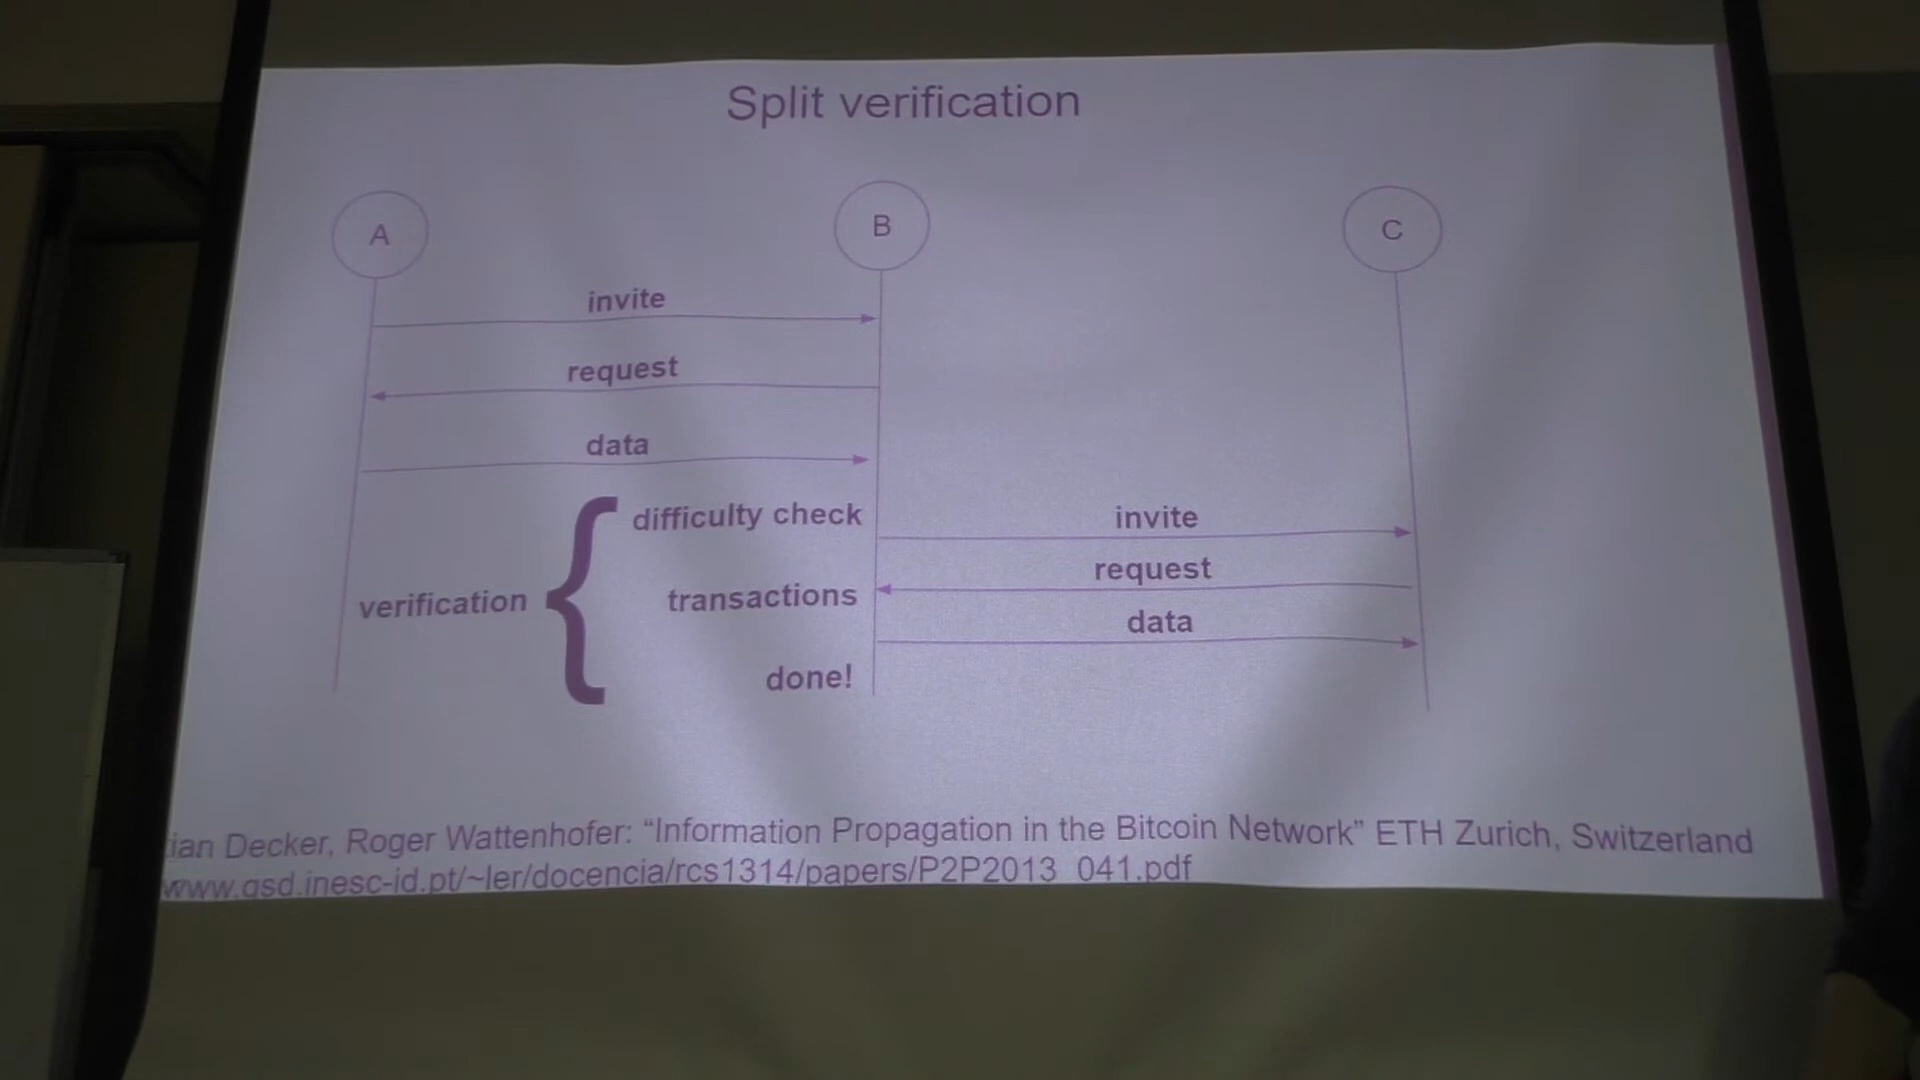 Split verification
A
B
C
invite
request
data
difficulty check
invite
request
transactions
verification
data
done!
Decker, Roger Wattenhofer: “Information Propagation in the Bitcoin Network” ETH Zurich, Switzerland
www.gsd.inesc-id.pt/~ler/docencia/rcs1314/papers/P2P2013_041.pdf